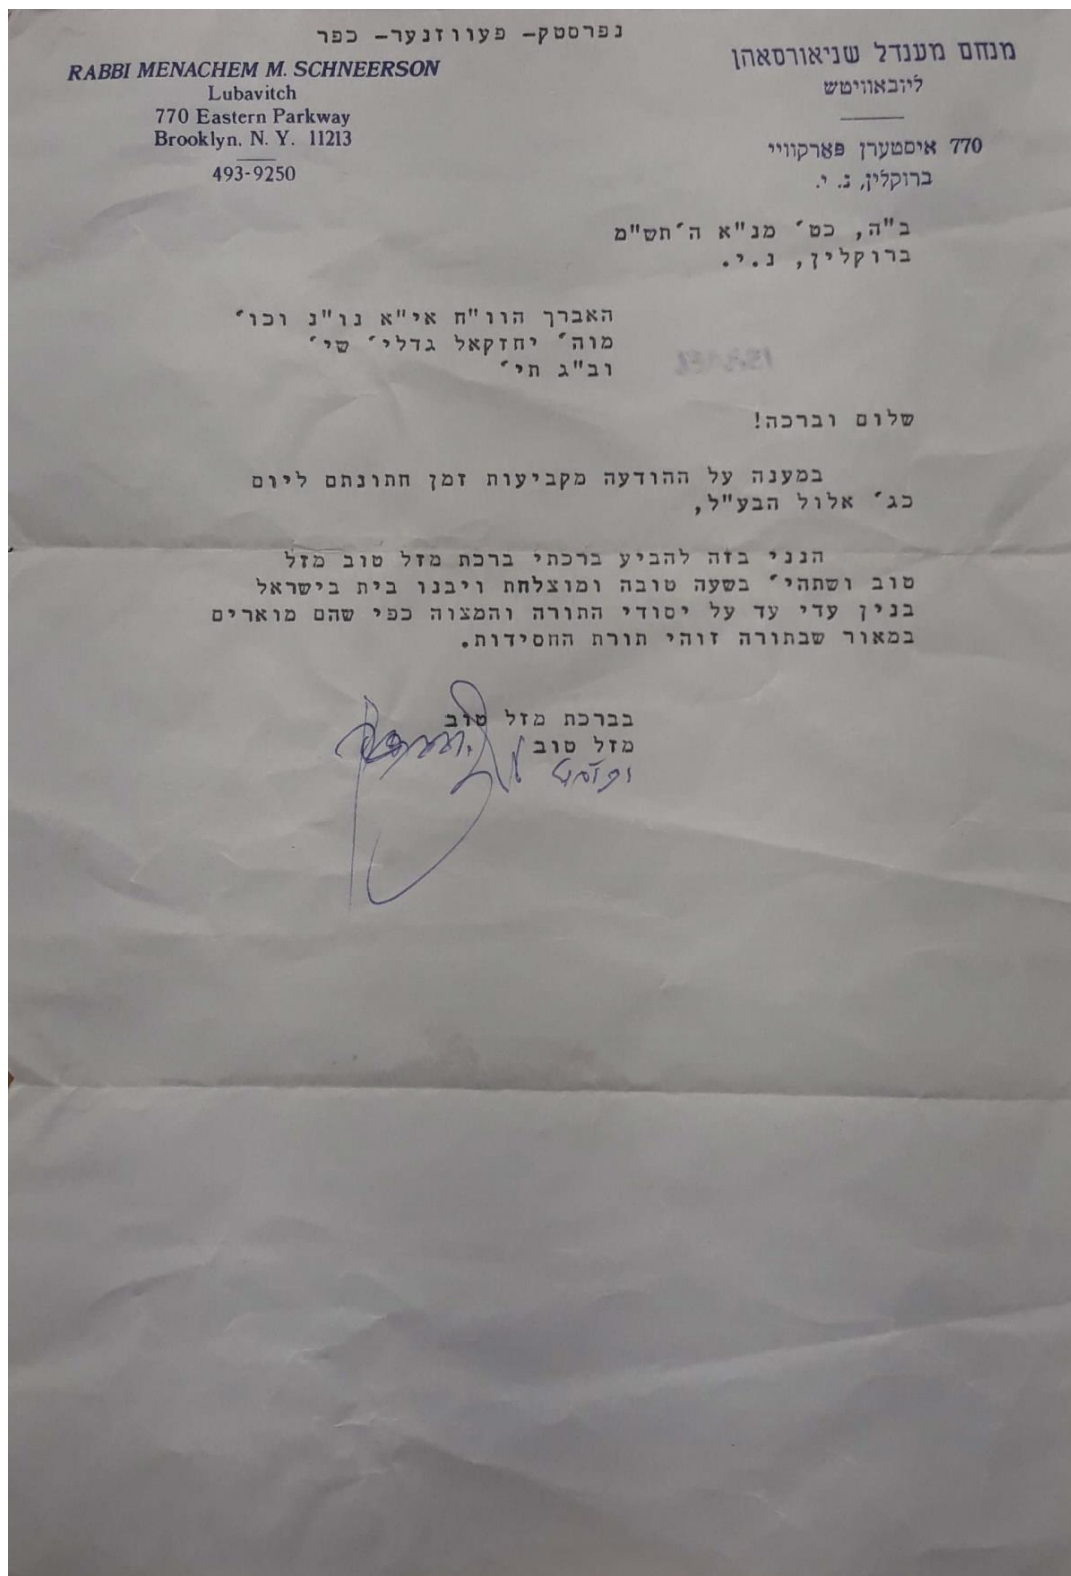 נפרסטק- פעווזנער- כפר
RABBI MENACHEM M. SCHNEERSON
Lubavitch
770 Eastern Parkway
Brooklyn, N. Y. 11213
493-9250
מנחם מענדל שניאורסאהן
ליובאוויטש
770 איסטערן פארקוויי
ברוקלין, נ. י.
ב"ה, כט' מנ"א ה'תש"מ
ברוקלין, נ.י.
האברך הוו"ח אי"א נו"נ וכו'
מוה' יחזקאל גדלי' שי'
וב"ג תי'
שלום וברכה!
במענה על ההודעה מקביעות זמן חתונתם ליום
כג' אלול הבע"ל,
הנני בזה להביע ברכתי ברכת מזל טוב מזל
טוב ושתהי' בשעה טובה ומוצלחת ויבנו בית בישראל
בנין עדי עד על יסודי התורה והמצוה כפי שהם מוארים
במאור שבתורה זוהי תורת החסידות.
בברכת מזל טוב
מזל טוב